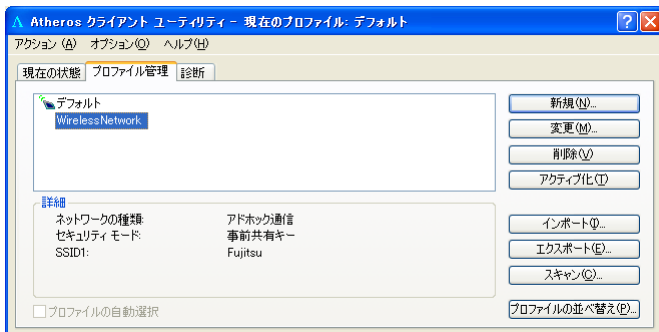 Atheros クライアント ユーティリティ - 現在のプロファイル: デフォルト
アクション (A) オプション(O) ヘルプ(H)
現在の状態 プロファイル管理 診断
デフォルト
WirelessNetwork
新規(N)...
変更(M)...
削除(V)
アクティブ化(T)
詳細
ネットワークの種類: アドホック通信
セキュリティ モード: 事前共有キー
SSID1: Fujitsu
インポート(I)...
エクスポート(E)...
スキャン(C)...
プロファイルの自動選択
プロファイルの並べ替え(P)...